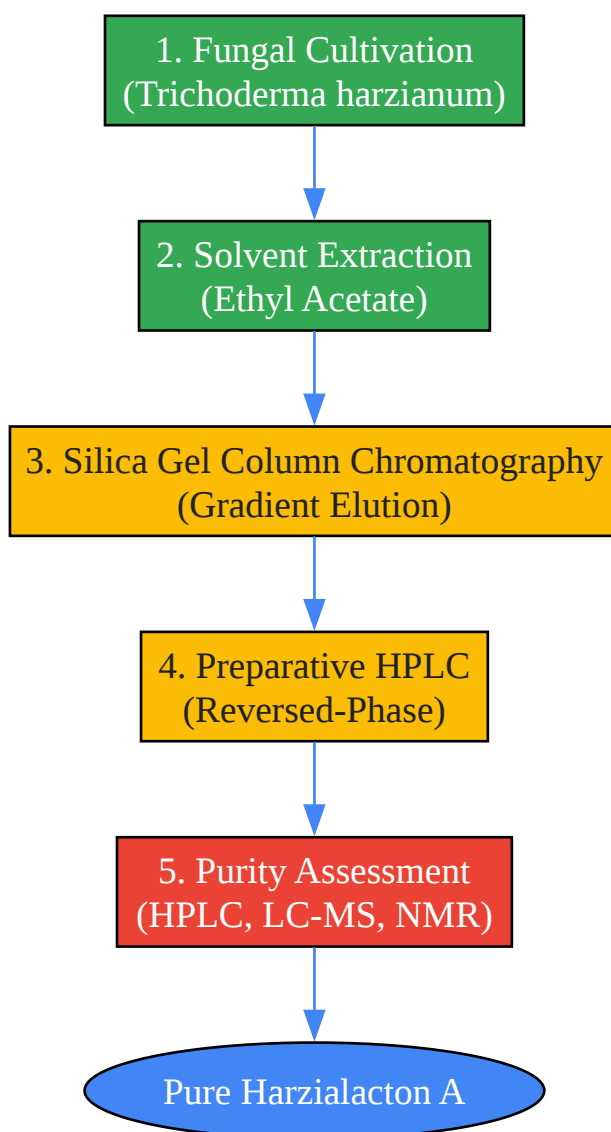 1. Fungal Cultivation
(Trichoderma harzianum)
2. Solvent Extraction
(Ethyl Acetate)
3. Silica Gel Column Chromatography
(Gradient Elution)
4. Preparative HPLC
(Reversed-Phase)
5. Purity Assessment
(HPLC, LC-MS, NMR)
Pure Harzialacton A